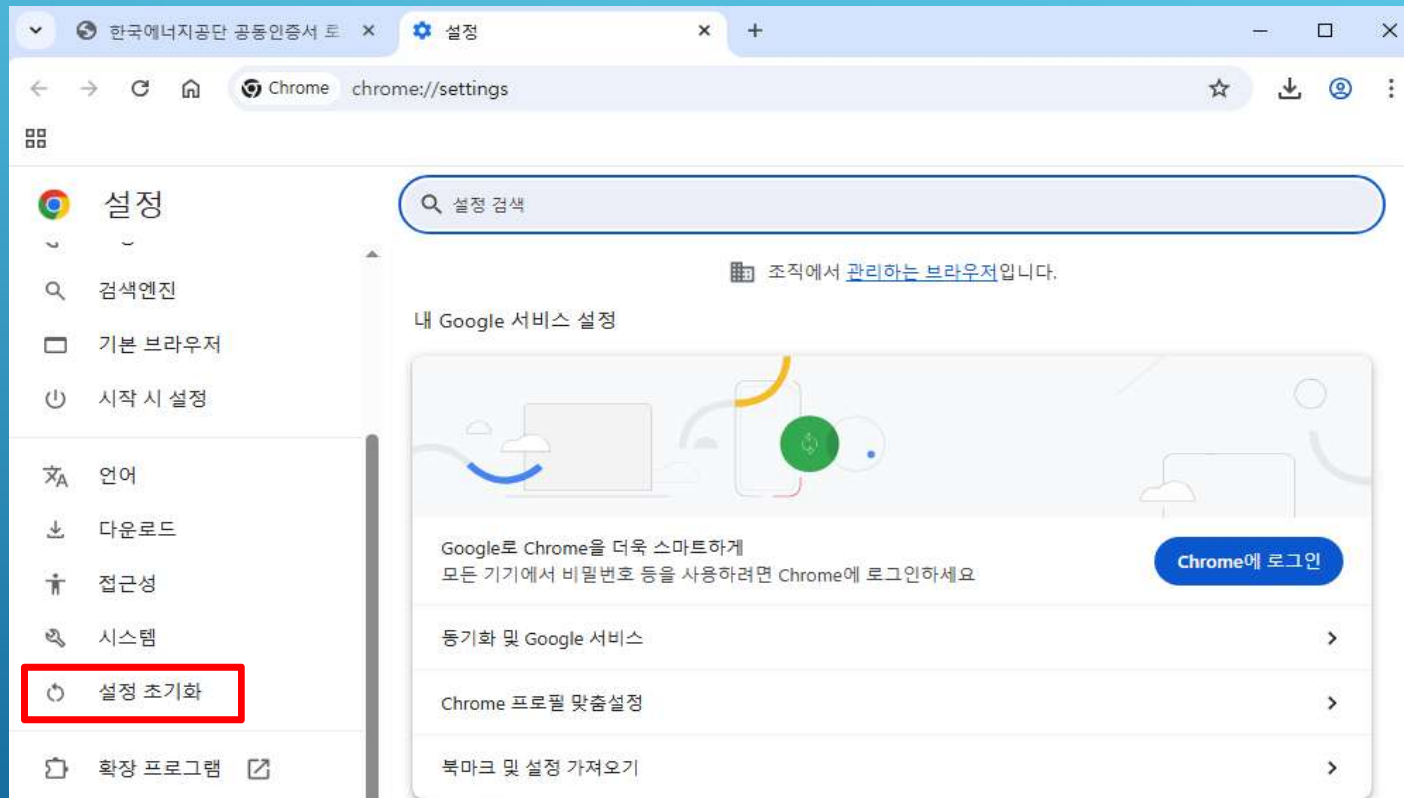 한국에너지공단 공동인증서 로
설정
Chrome
chrome://settings
설정
설정 검색
검색엔진
기본 브라우저
시작 시 설정
언어
다운로드
접근성
시스템
설정 초기화
확장 프로그램
조직에서 관리하는 브라우저입니다.
내 Google 서비스 설정
Google로 Chrome을 더욱 스마트하게
모든 기기에서 비밀번호 등을 사용하려면 Chrome에 로그인하세요
Chrome에 로그인
동기화 및 Google 서비스
Chrome 프로필 맞춤설정
북마크 및 설정 가져오기